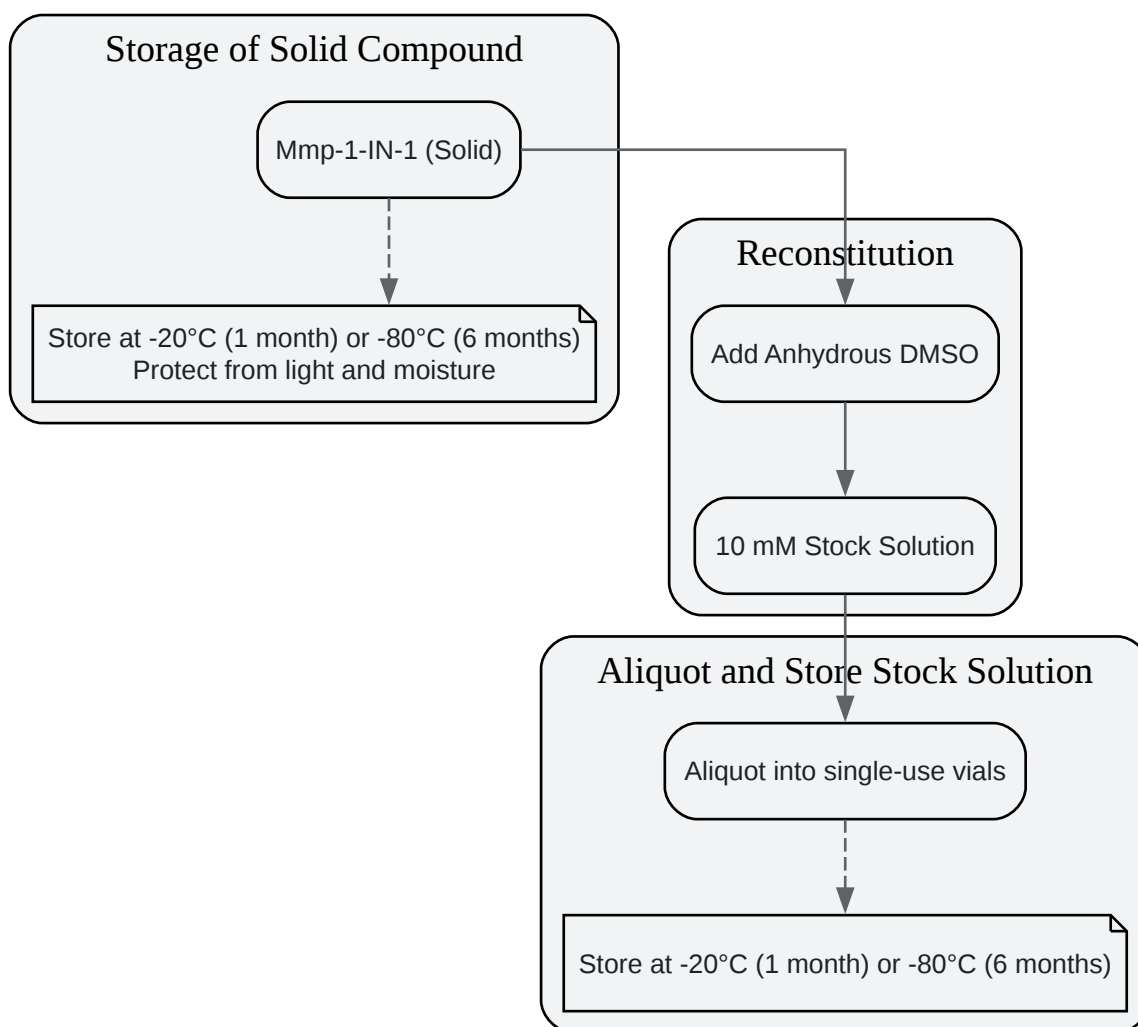 Storage of Solid Compound
Mmp-1-IN-1 (Solid)
Store at -20°C (1 month) or -80°C (6 months)
Protect from light and moisture
Reconstitution
Add Anhydrous DMSO
10 mM Stock Solution
Aliquot and Store Stock Solution
Aliquot into single-use vials
Store at -20°C (1 month) or -80°C (6 months)